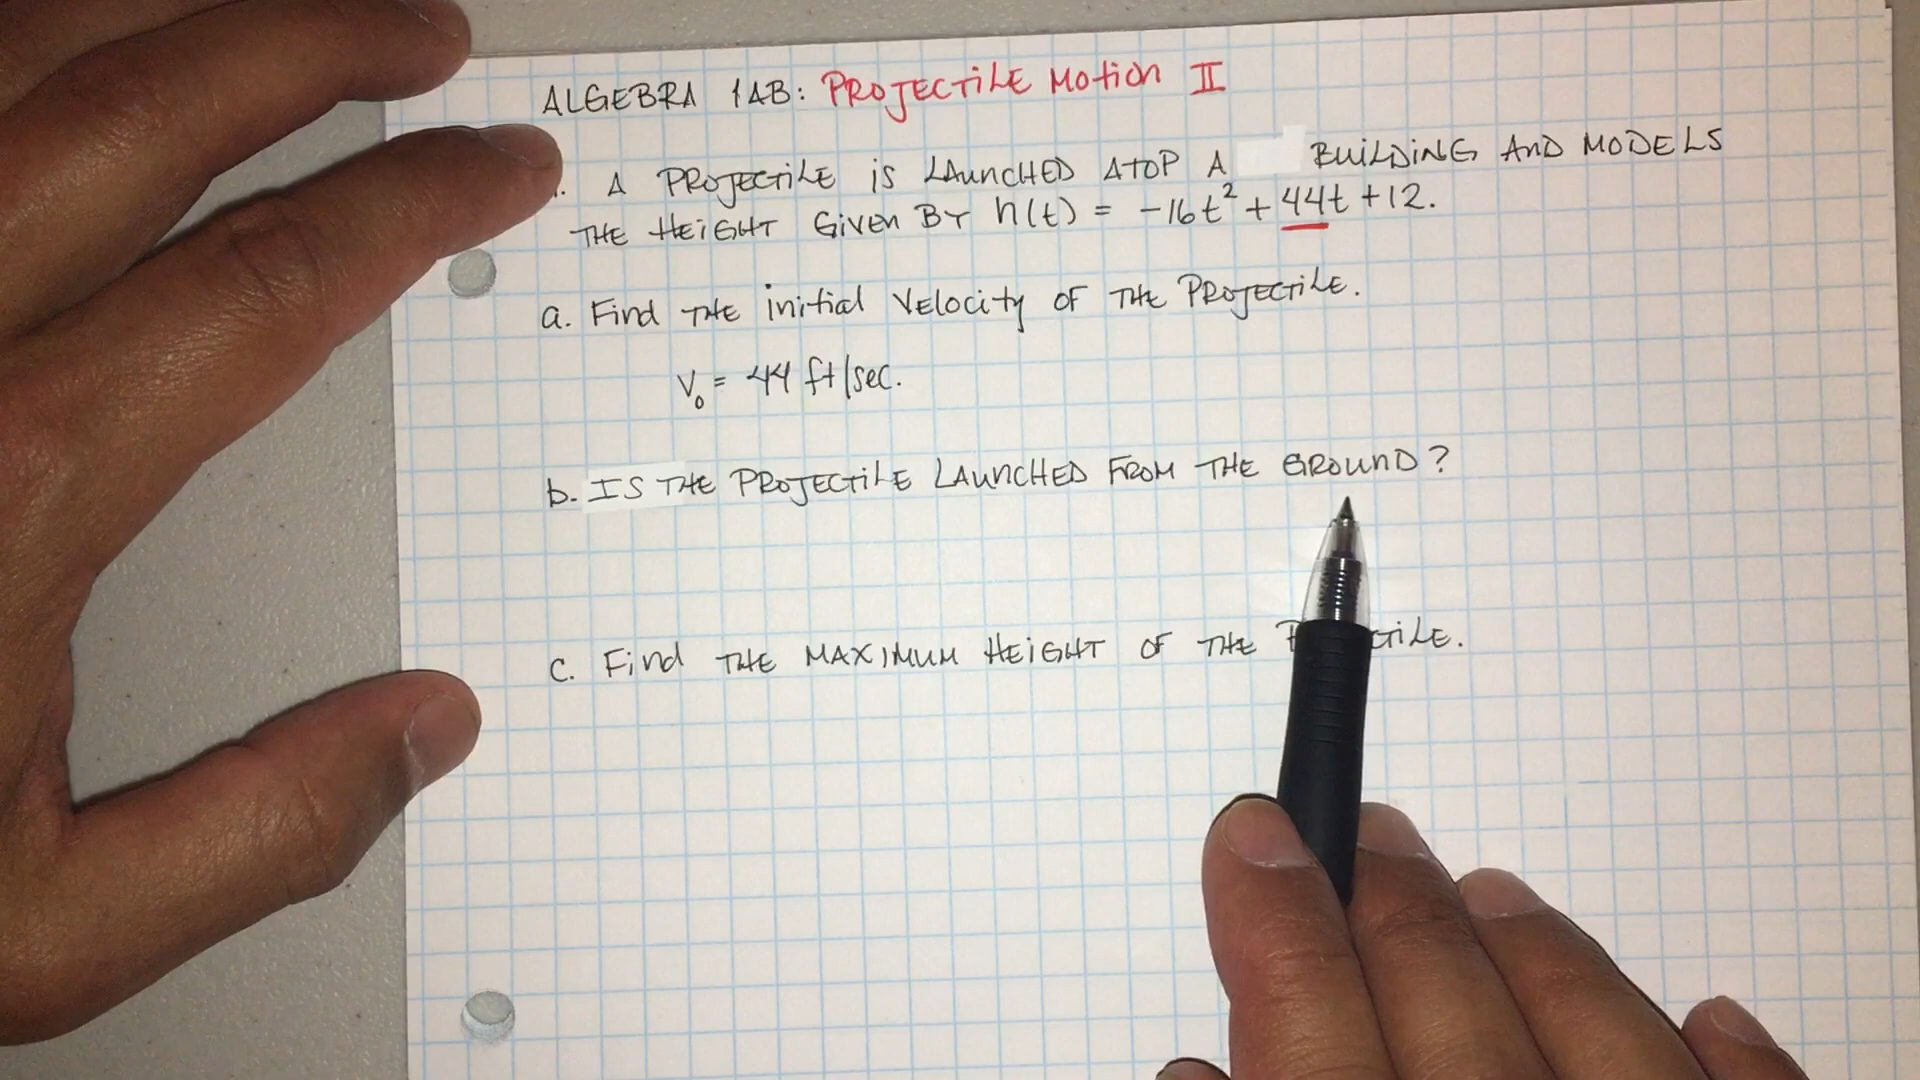 ALGEBRA 1AB: PROJECTILE MOTION II
A PROJECTILE IS LAUNCHED ATOP A BUILDING AND MODELS
THE HEIGHT GIVEN BY h(t) = -16t² + 44t + 12.
a. Find THE initial VELOCITY OF THE PROJECTILE.
V₀ = 44 ft/sec.
b. IS THE PROJECTILE LAUNCHED FROM THE GROUND?
c. Find THE MAXIMUM HEIGHT OF THE